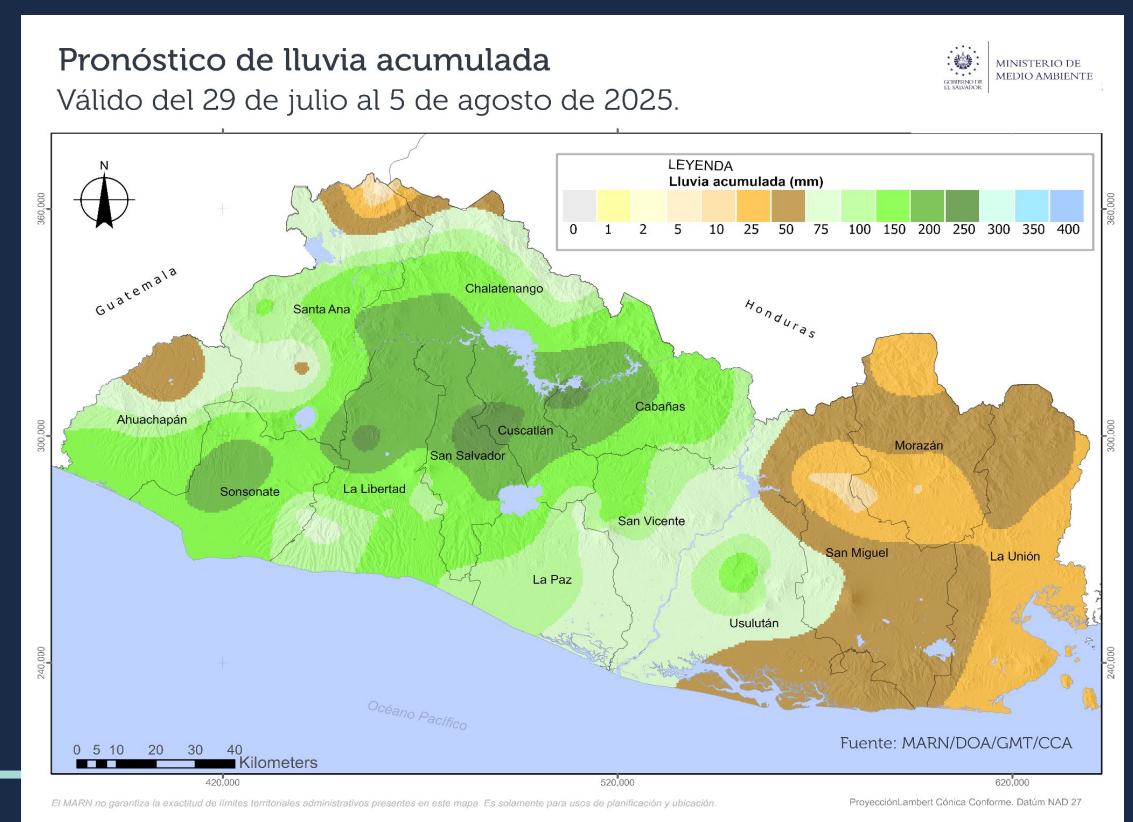 Pronóstico de lluvia acumulada
Válido del 29 de julio al 5 de agosto de 2025.
GOBIERNO DE
EL SALVADOR
MINISTERIO DE
MEDIO AMBIENTE
N
LEYENDA
Lluvia acumulada (mm)
0 1 2 5 10 25 50 75 100 150 200 250 300 350 400
360,000
360,000
Guatemala
Honduras
Chalatenango
Santa Ana
Ahuachapán
Cabañas
Cuscatlán
300,000
300,000
Morazán
San Salvador
Sonsonate
La Libertad
San Vicente
San Miguel
La Unión
La Paz
Usulután
240,000
240,000
Océano Pacífico
Fuente: MARN/DOA/GMT/CCA
0 5 10 20 30 40
Kilometers
420,000
520,000
620,000
El MARN no garantiza la exactitud de límites territoriales administrativos presentes en este mapa. Es solamente para usos de planificación y ubicación.
ProyecciónLambert Cónica Conforme. Datúm NAD 27